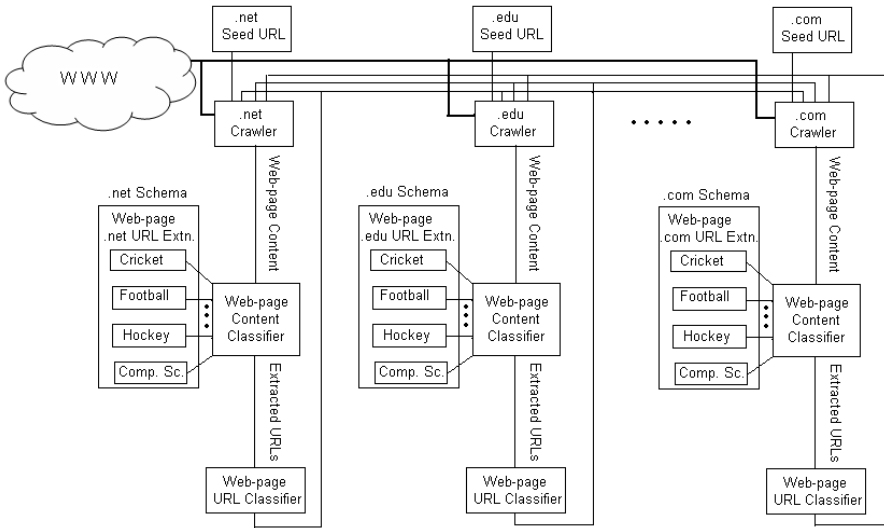 .net
Seed URL
.edu
Seed URL
.com
Seed URL
WWW
.net
Crawler
.edu
Crawler
.com
Crawler
Web-page Content
Web-page Content
Web-page Content
.net Schema
Web-page
.net URL Extn.
Cricket
Football
Hockey
Comp. Sc.
Web-page
Content
Classifier
.edu Schema
Web-page
.edu URL Extn.
Cricket
Football
Hockey
Comp. Sc.
Web-page
Content
Classifier
.com Schema
Web-page
.com URL Extn.
Cricket
Football
Hockey
Comp. Sc.
Web-page
Content
Classifier
Extracted URLs
Extracted URLs
Extracted URLs
Web-page
URL Classifier
Web-page
URL Classifier
Web-page
URL Classifier